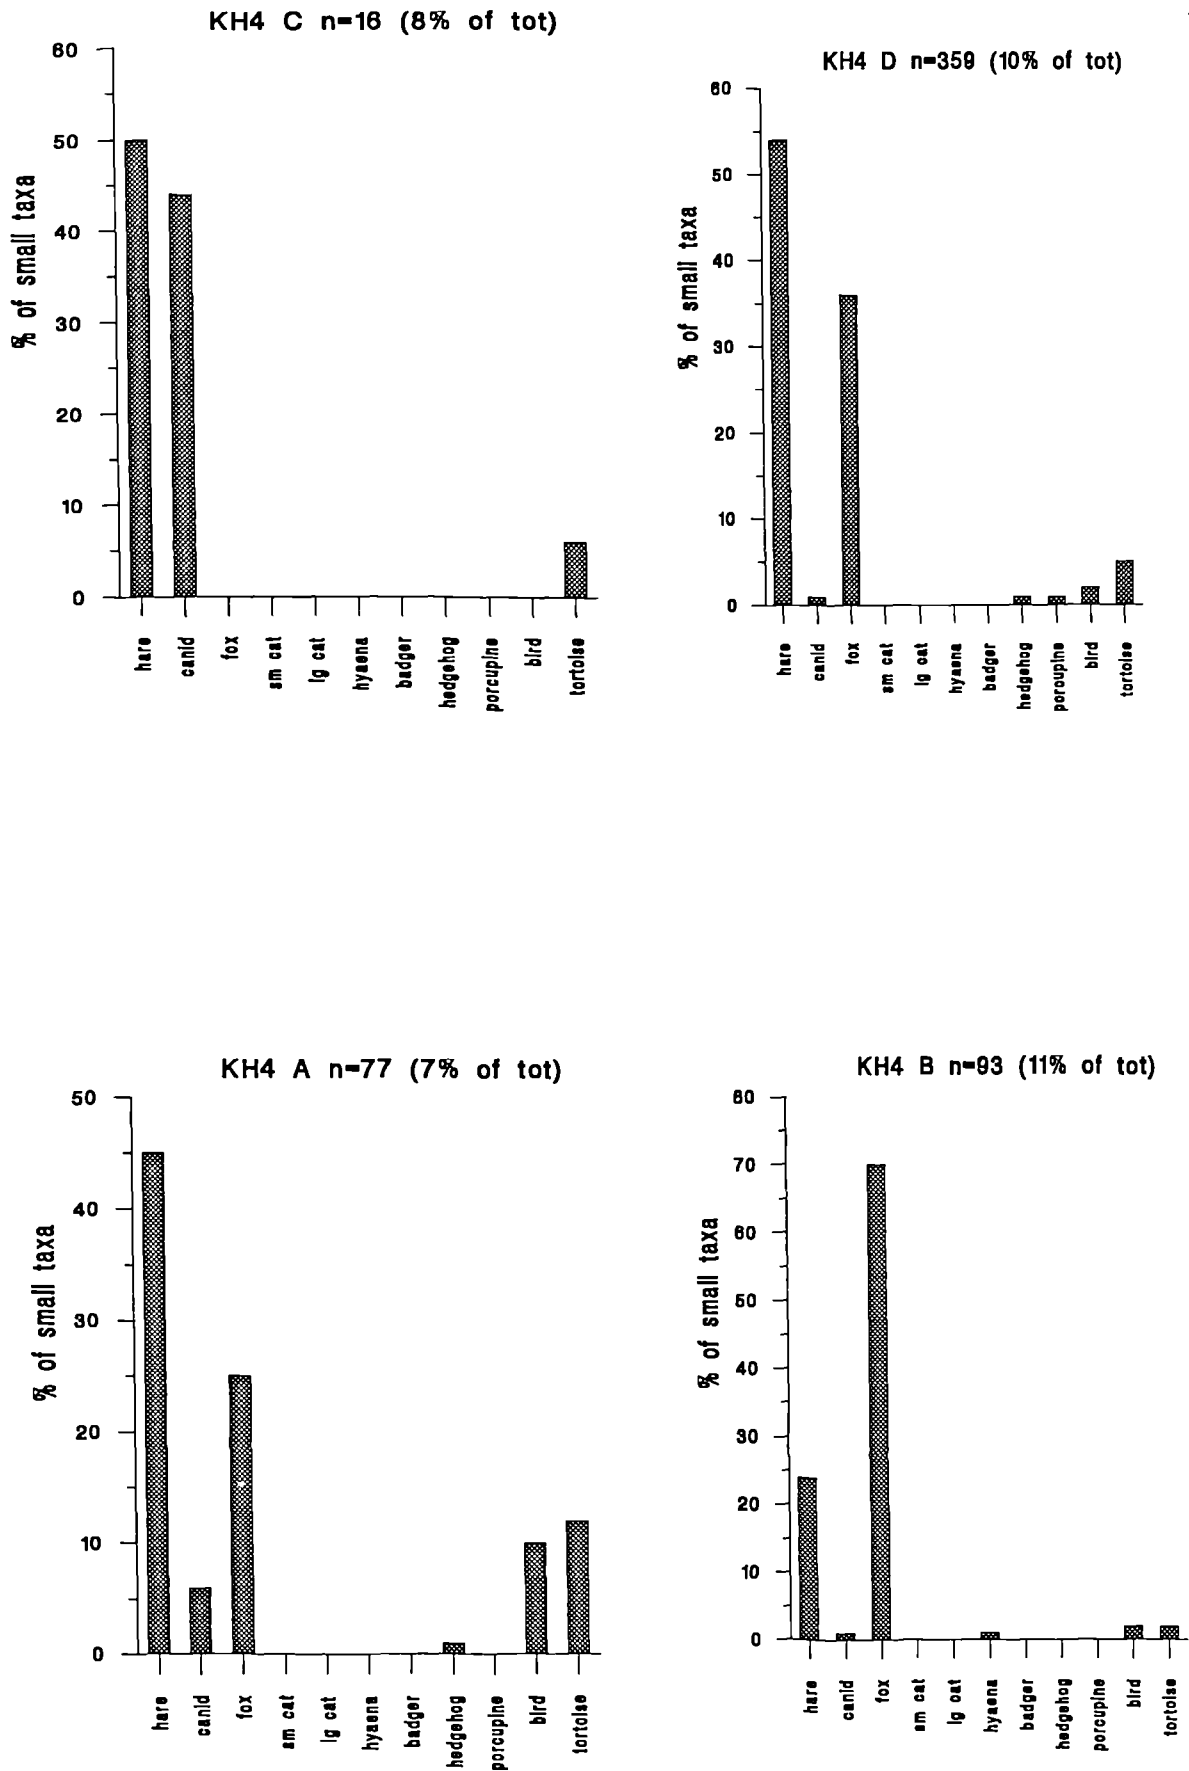 KH4 C n=16 (8% of tot)
60
50
40
30
20
10
0
% of small taxa
hare
canid
fox
sm cat
lg cat
hyaena
badger
hedgehog
porcupine
bird
tortoise
KH4 D n=359 (10% of tot)
60
50
40
30
20
10
0
% of small taxa
hare
canid
fox
sm cat
lg cat
hyaena
badger
hedgehog
porcupine
bird
tortoise
KH4 A n=77 (7% of tot)
50
40
30
20
10
0
% of small taxa
hare
canid
fox
sm cat
lg cat
hyaena
badger
hedgehog
porcupine
bird
tortoise
KH4 B n=93 (11% of tot)
80
70
60
50
40
30
20
10
0
% of small taxa
hare
canid
fox
sm cat
lg cat
hyaena
badger
hedgehog
porcupine
bird
tortoise